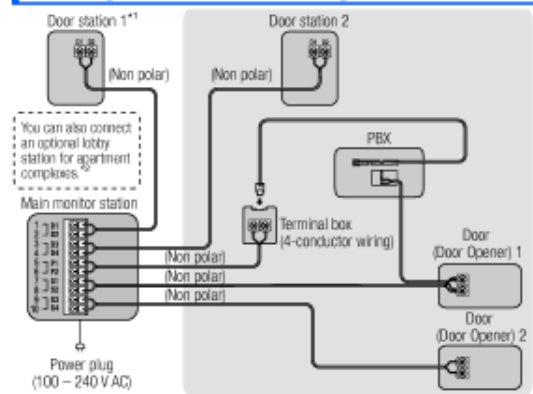 Door station 1*1
Door station 2
(Non polar)
(Non polar)
You can also connect
an optional lobby
station for apartment
complexes.*2
PBX
Main monitor station
Terminal box
(4-conductor wiring)
(Non polar)
(Non polar)
(Non polar)
Door
(Door Opener) 1
Door
(Door Opener) 2
Power plug
(100 – 240 V AC)